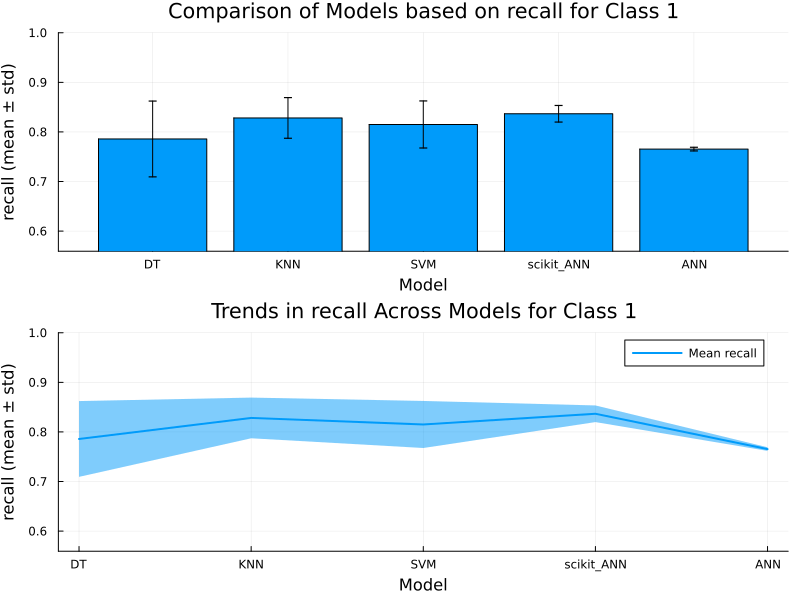 Comparison of Models based on recall for Class 1
recall (mean ± std)
1.0
0.9
0.8
0.7
0.6
DT KNN SVM scikit_ANN ANN
Model
Trends in recall Across Models for Class 1
recall (mean ± std)
1.0
Mean recall
0.9
0.8
0.7
0.6
DT KNN SVM scikit_ANN ANN
Model